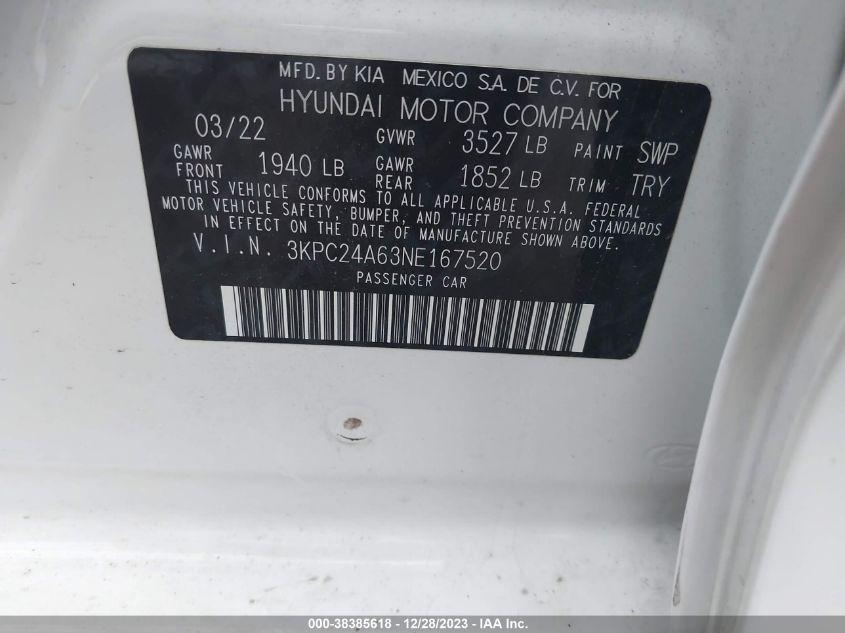 MFD. BY KIA MEXICO S.A. DE C.V. FOR
HYUNDAI MOTOR COMPANY
03/22 GVWR 3527 LB PAINT SWP
GAWR FRONT 1940 LB GAWR REAR 1852 LB TRIM TRY
THIS VEHICLE CONFORMS TO ALL APPLICABLE U.S.A. FEDERAL
MOTOR VEHICLE SAFETY, BUMPER, AND THEFT PREVENTION STANDARDS
IN EFFECT ON THE DATE OF MANUFACTURE SHOWN ABOVE.
V.I.N. 3KPC24A63NE167520
PASSENGER CAR
000-38385618 - 12/28/2023 - IAA Inc.